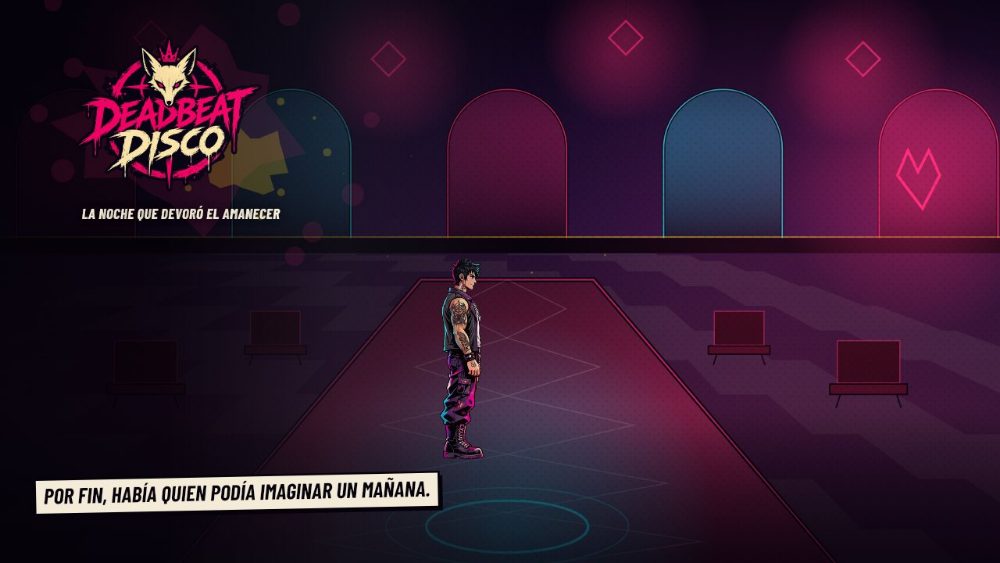 DEADBEAT
DISCO
LA NOCHE QUE DEVORÓ EL AMANECER
POR FIN, HABÍA QUIEN PODÍA IMAGINAR UN MAÑANA.